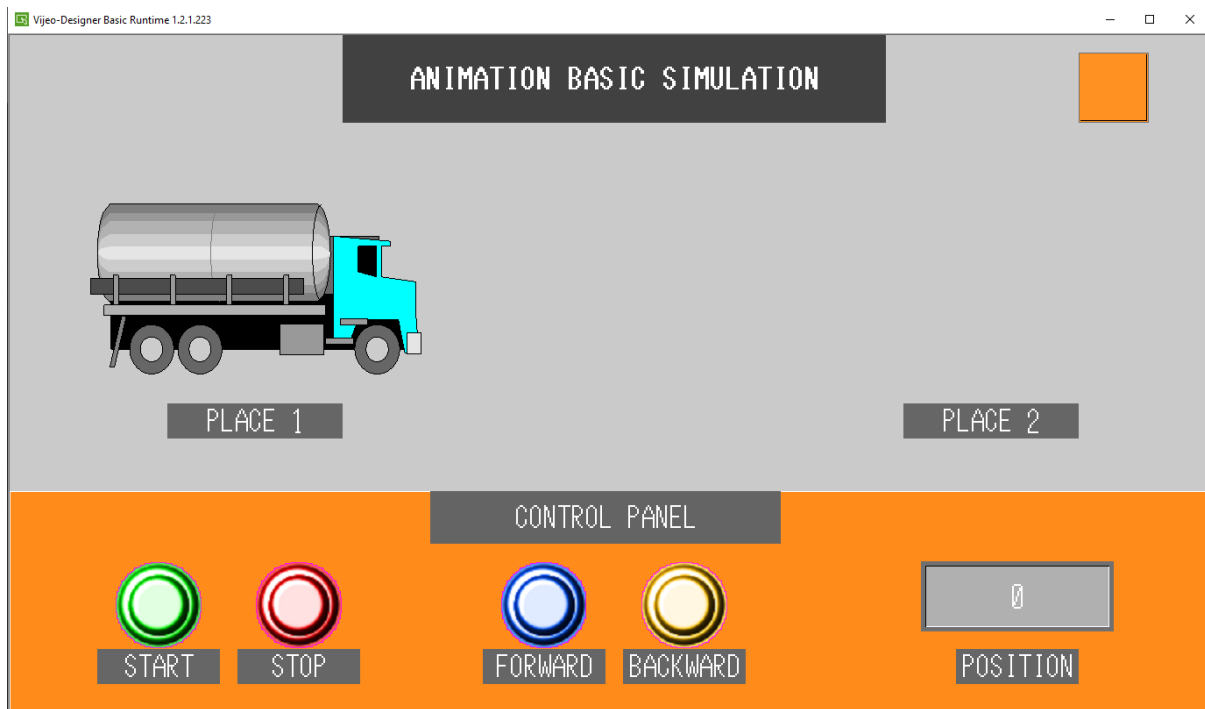 Vijeo-Designer Basic Runtime 1.2.1.223
ANIMATION BASIC SIMULATION
PLACE 1
PLACE 2
CONTROL PANEL
0
START
STOP
FORWARD
BACKWARD
POSITION